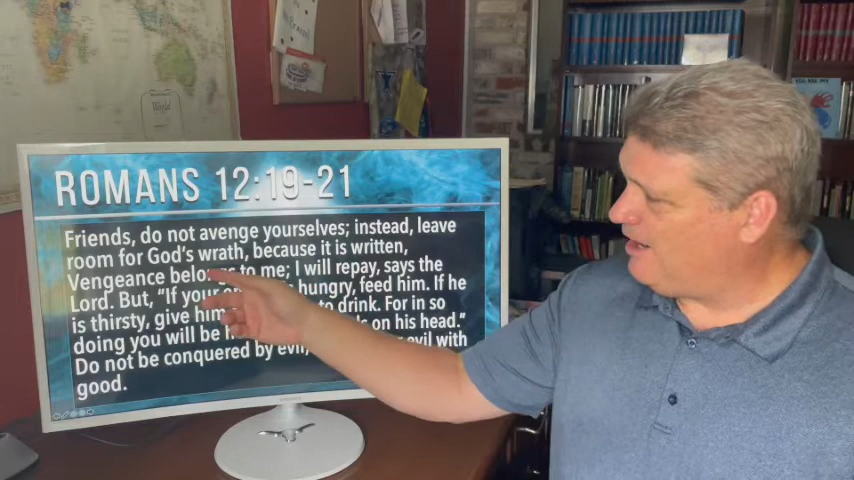 ROMANS 12:19-21
Friends, do not avenge yourselves; instead, leave
room for God's wrath, because it is written,
Vengeance to me; I will repay, says the
Lord. But, "If your hungry, feed him. If he
is thirsty, give him to drink. For in so
doing you will be on his head."
Do not be conquered by evil, evil with
good.